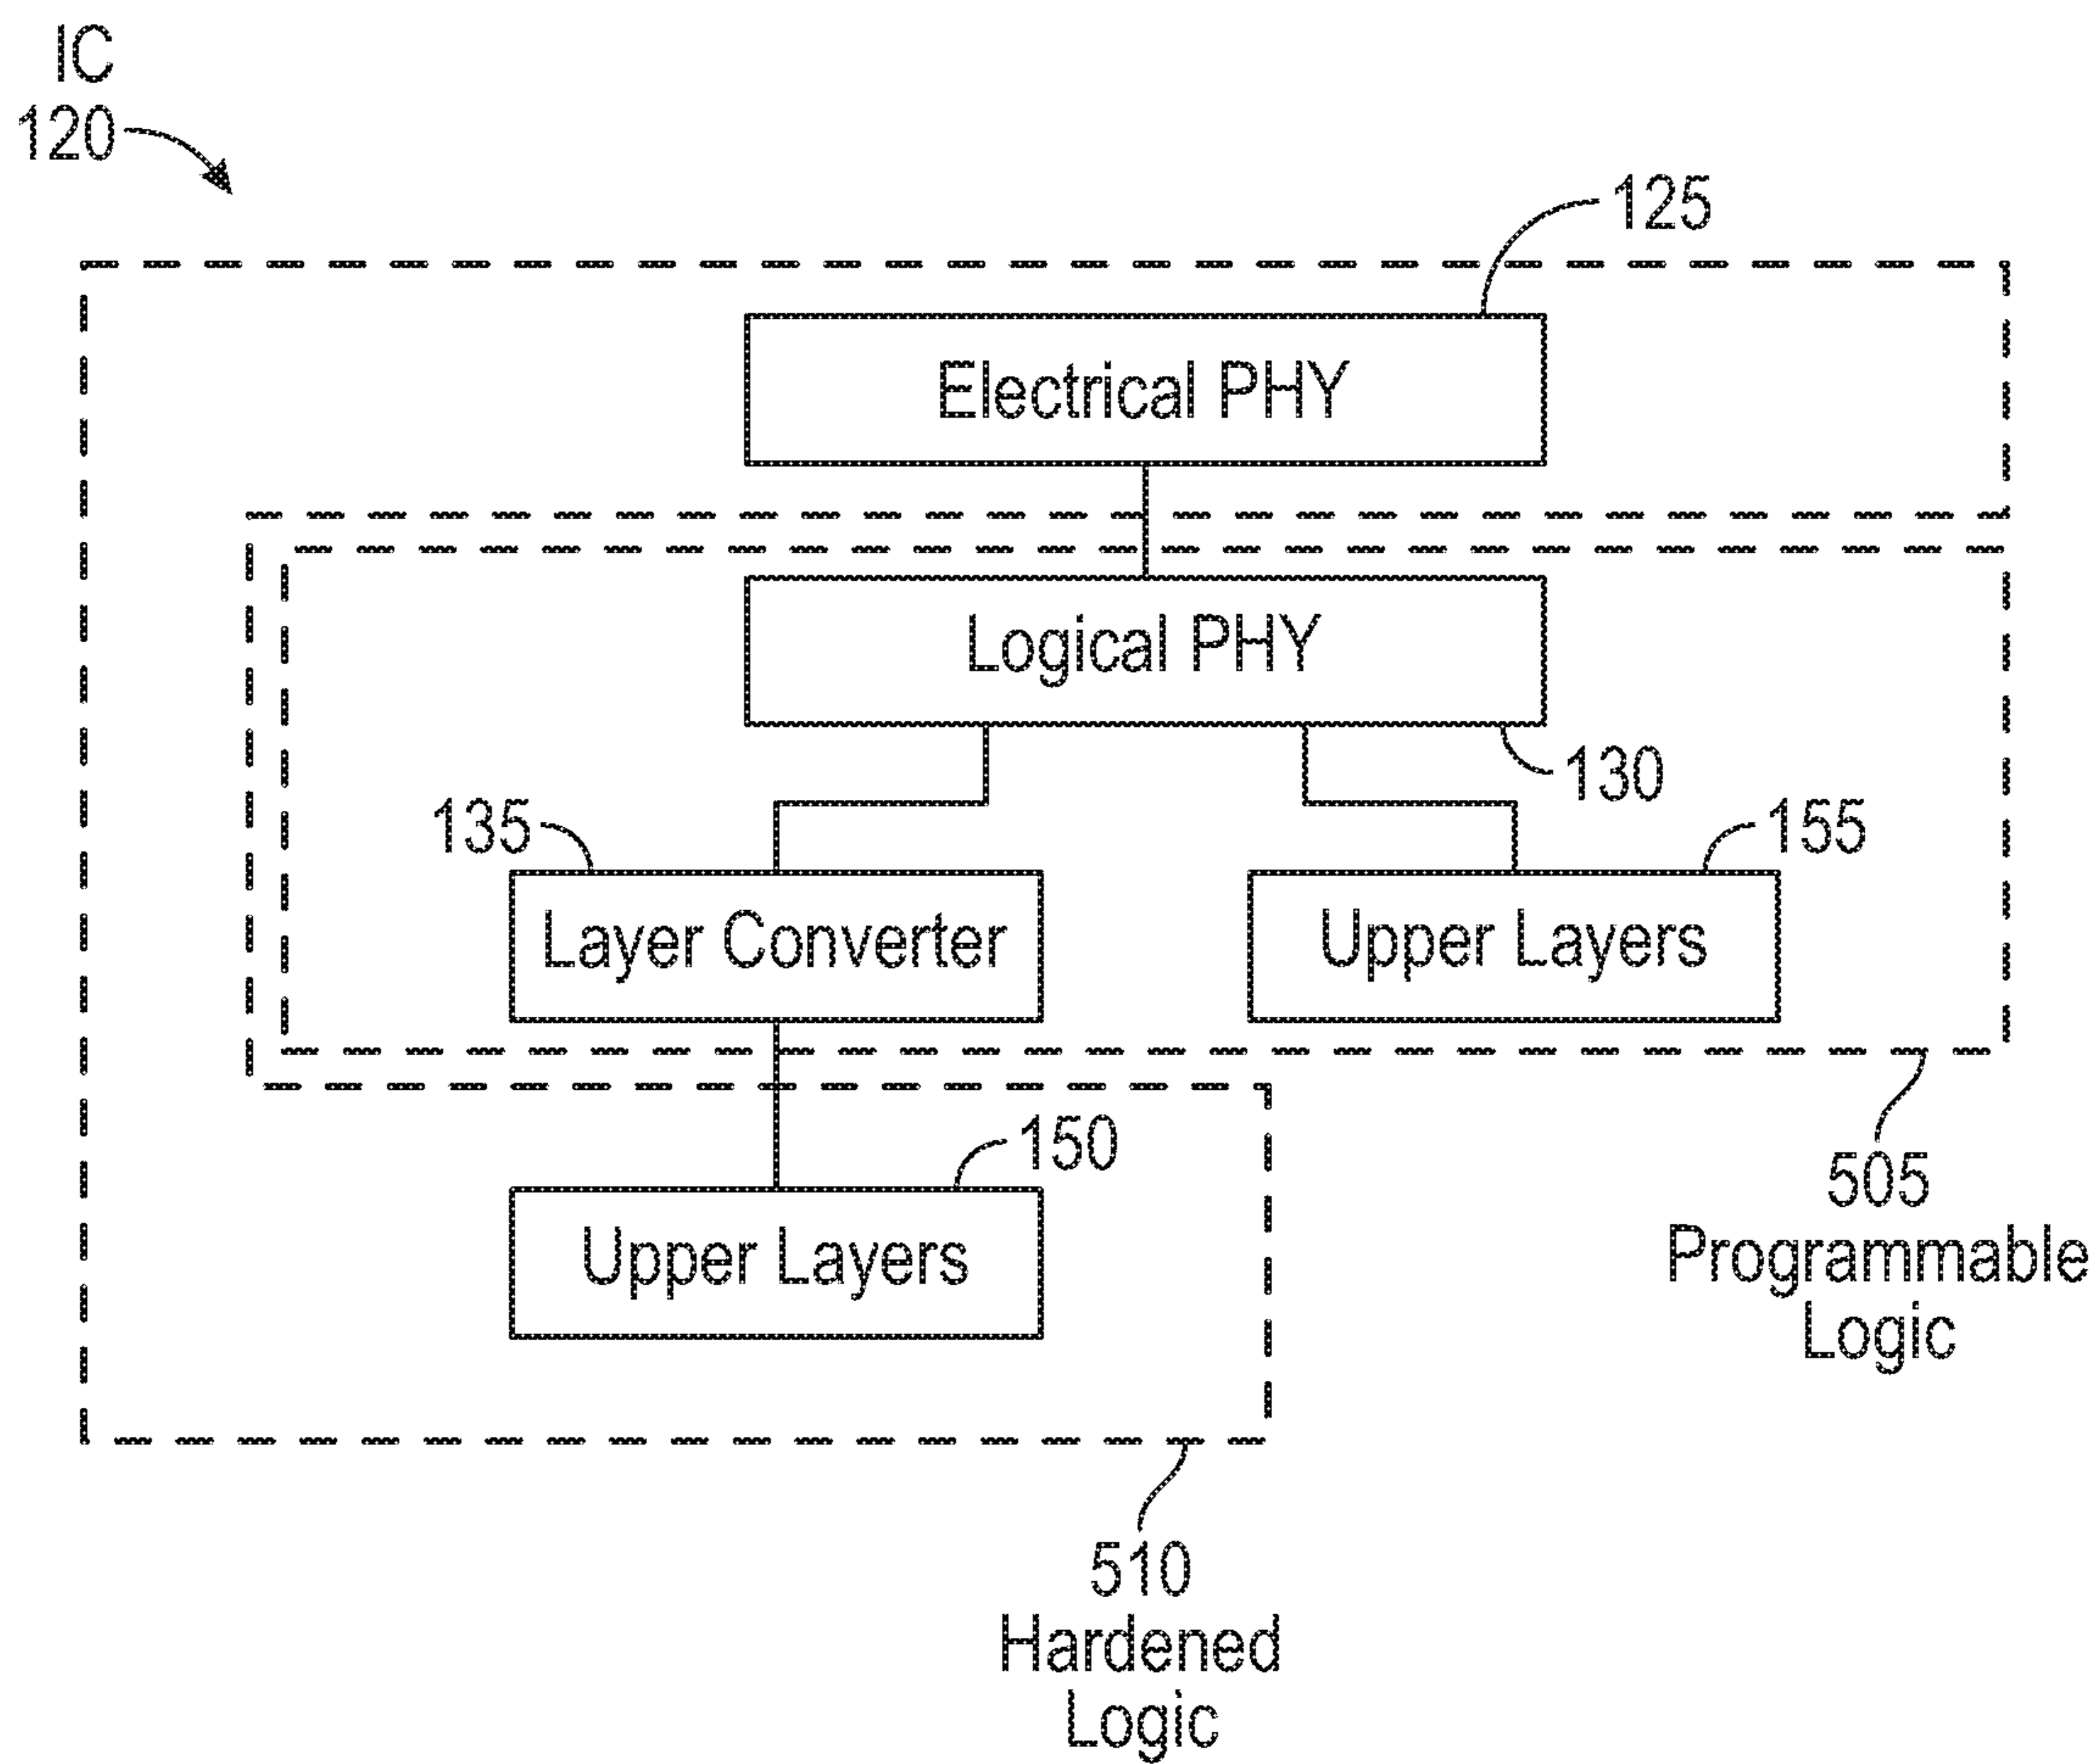 IC
120
125
Electrical PHY
Logical PHY
130
135
155
Layer Converter
Upper Layers
150
Upper Layers
505
Programmable
Logic
510
Hardened
Logic